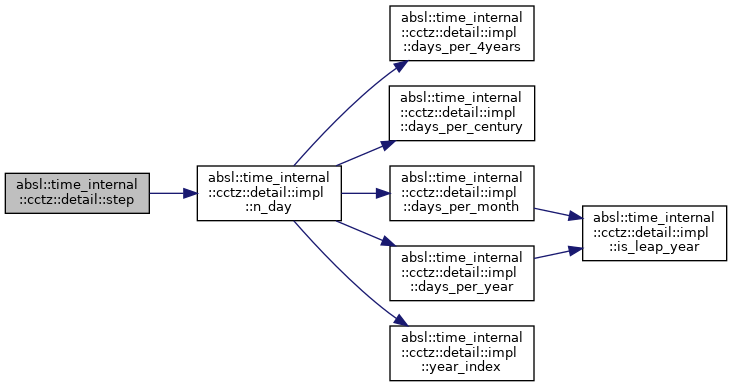 absl::time_internal
::cctz::detail::step
absl::time_internal
::cctz::detail::impl
::n_day
absl::time_internal
::cctz::detail::impl
::days_per_4years
absl::time_internal
::cctz::detail::impl
::days_per_century
absl::time_internal
::cctz::detail::impl
::days_per_month
absl::time_internal
::cctz::detail::impl
::days_per_year
absl::time_internal
::cctz::detail::impl
::year_index
absl::time_internal
::cctz::detail::impl
::is_leap_year